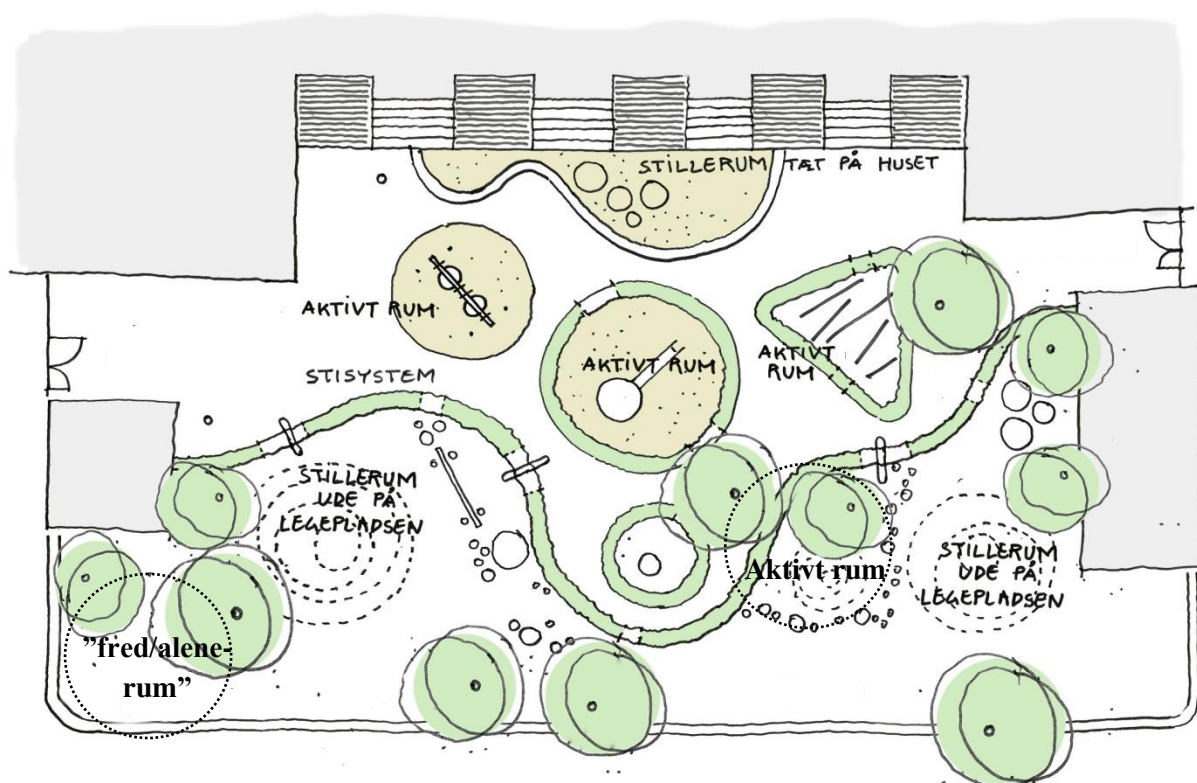 STILLERUM TÆT PÅ HUSET
AKTIVT RUM
AKTIVT RUM
AKTIVT
RUM
STISYSTEM
STILLERUM
UDE PÅ
LEGEPLADSEN
Aktivt rum
STILLERUM
UDE PÅ
LEGEPLADSEN
”fred/alene-
rum”